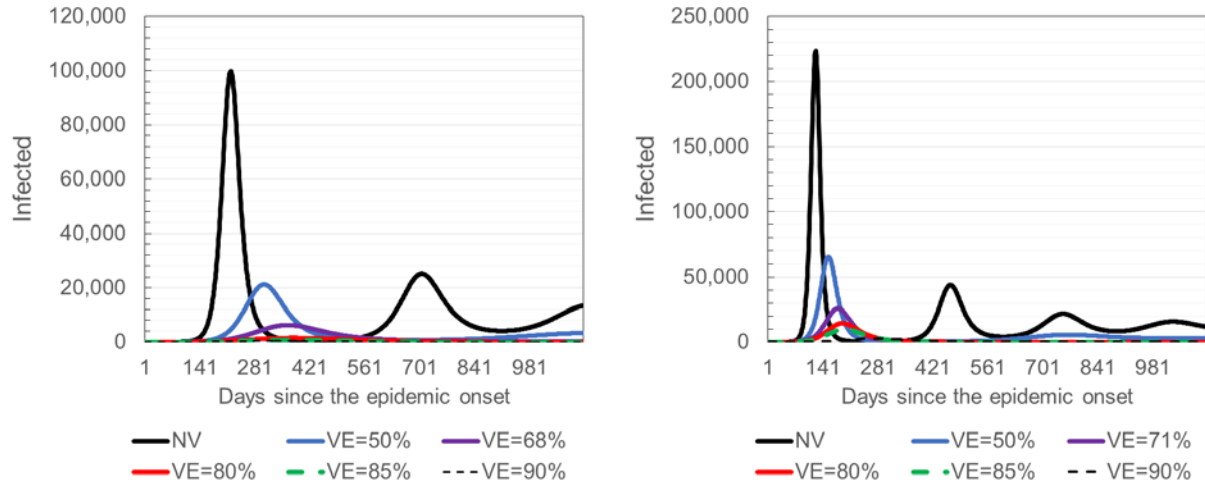 120,000
100,000
80,000
60,000
40,000
20,000
0
Infected
1 141 281 421 561 701 841 981
Days since the epidemic onset
NV VE=50% VE=68%
VE=80% VE=85% VE=90%
250,000
200,000
150,000
100,000
50,000
0
Infected
1 141 281 421 561 701 841 981
Days since the epidemic onset
NV VE=50% VE=71%
VE=80% VE=85% VE=90%